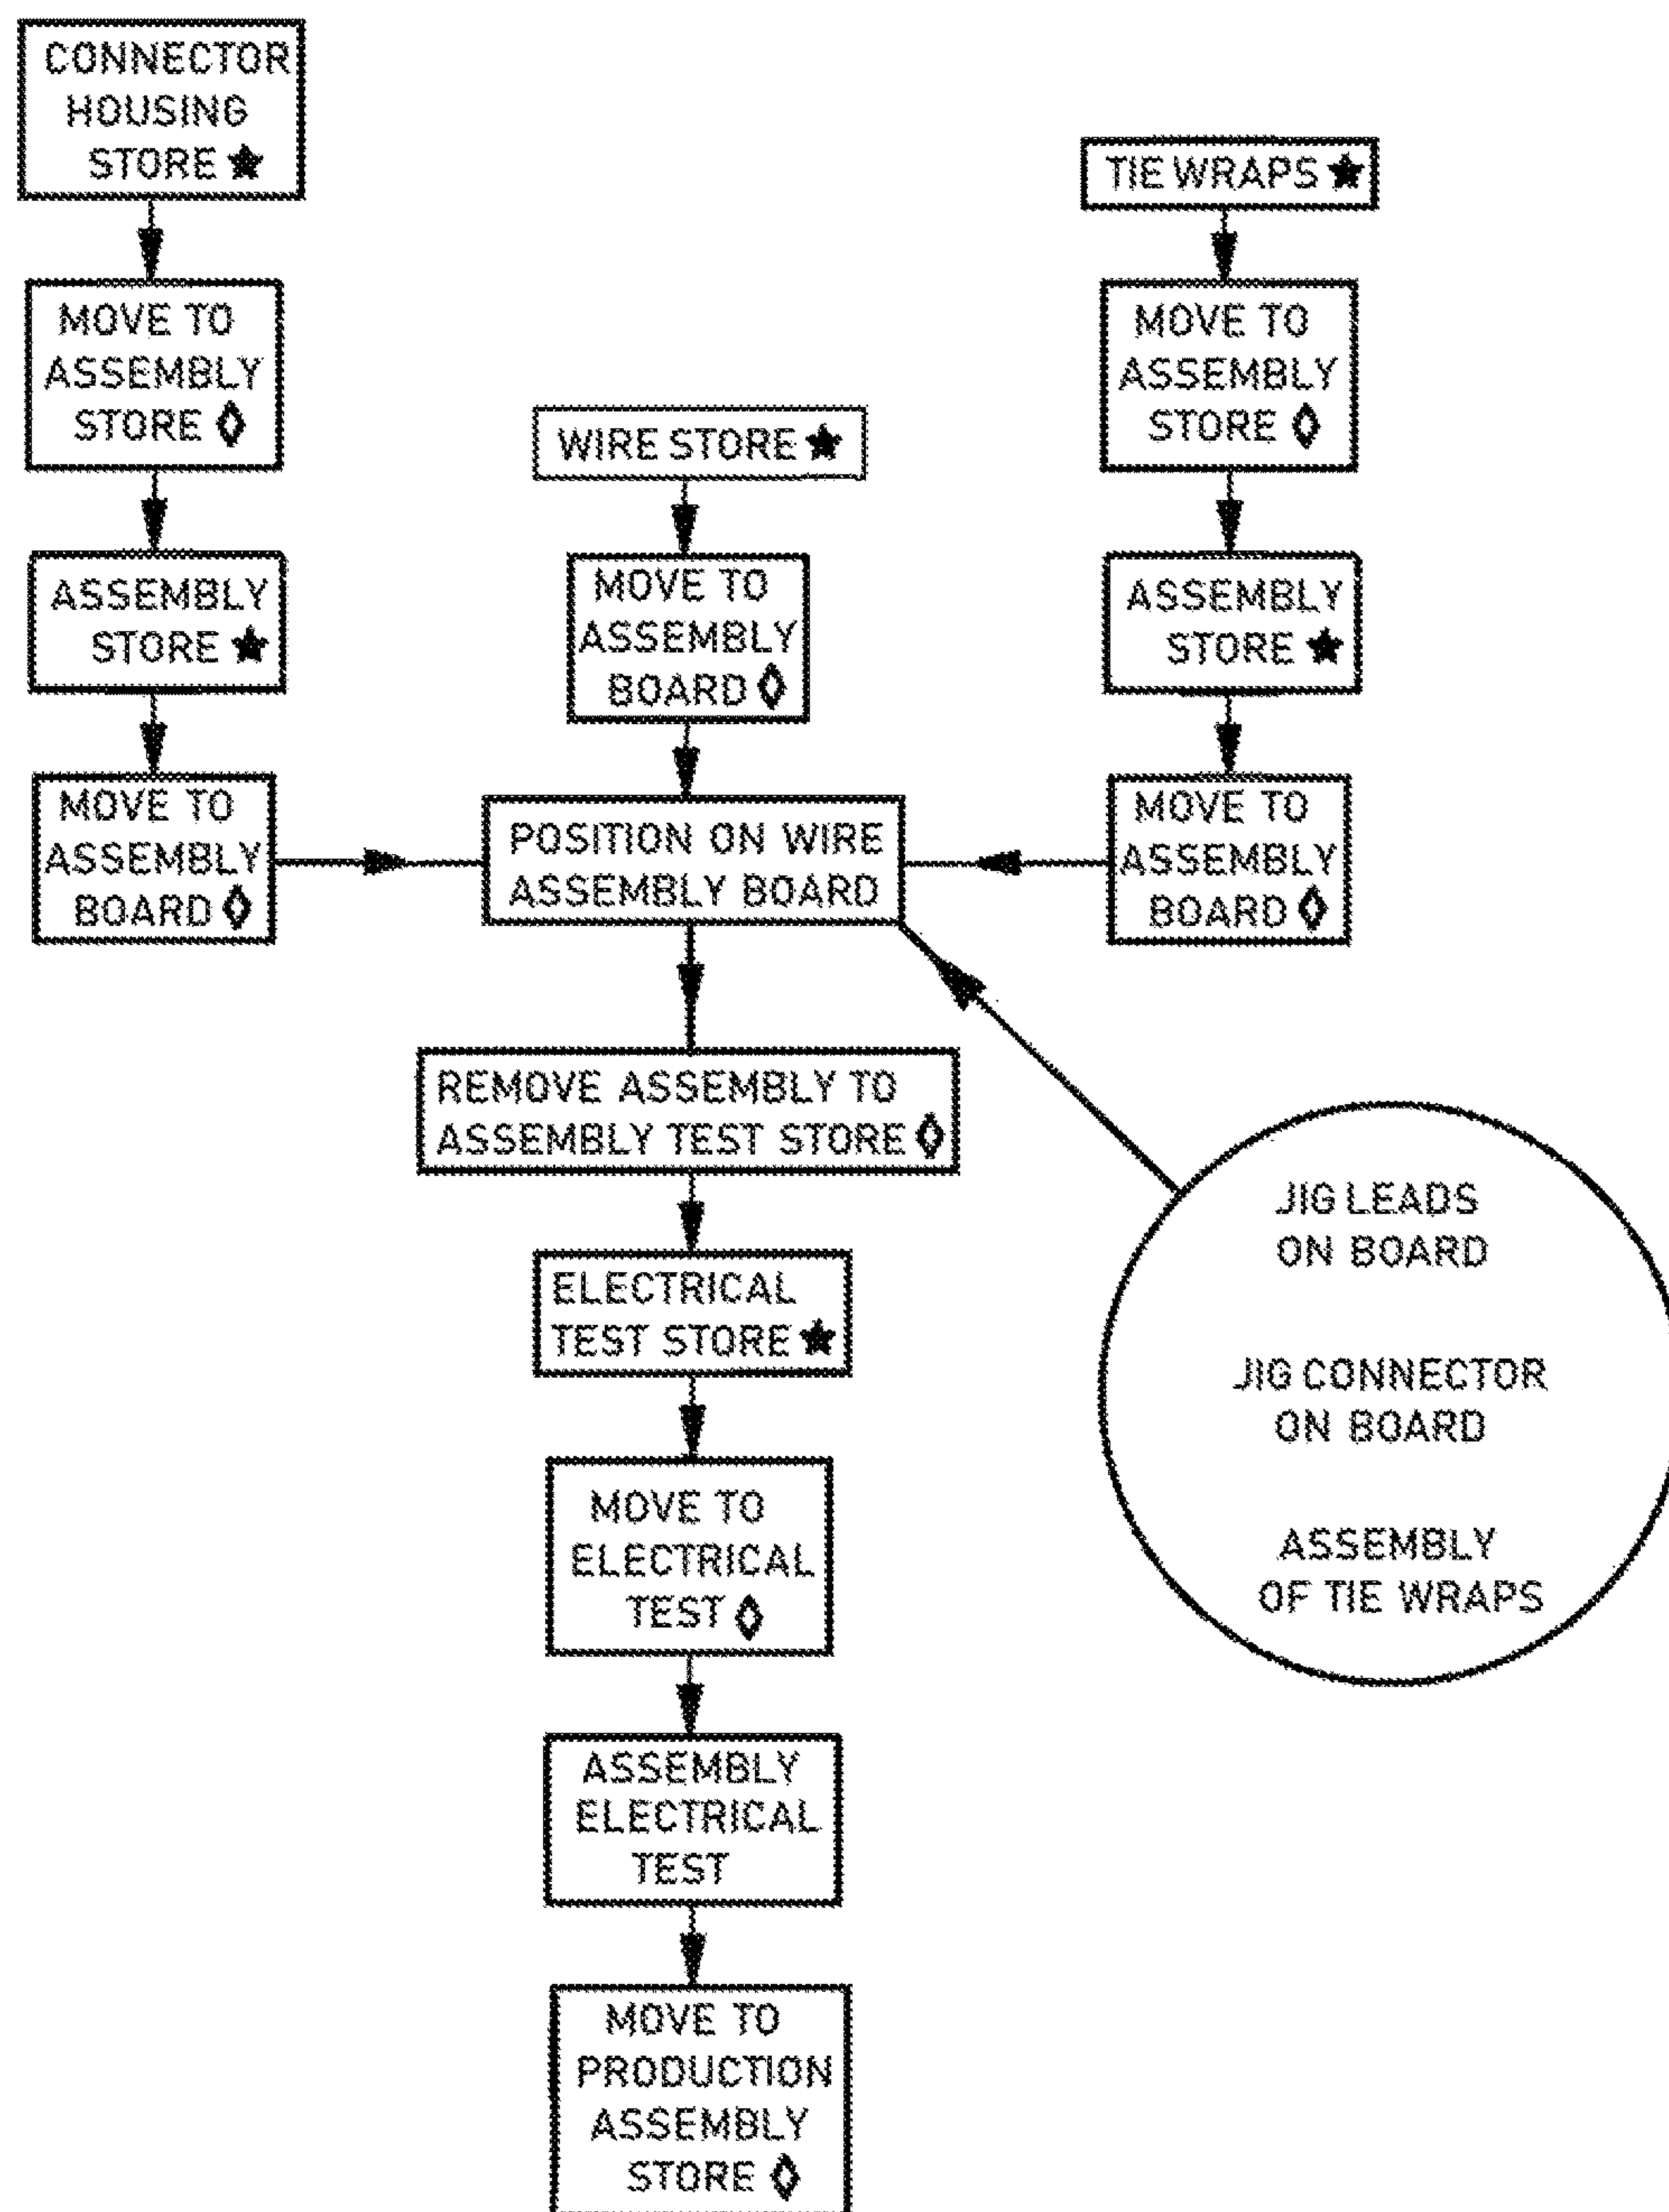 CONNECTOR
HOUSING
STORE ★
MOVE TO
ASSEMBLY
STORE ◊
ASSEMBLY
STORE ★
MOVE TO
ASSEMBLY
BOARD ◊
WIRE STORE ★
MOVE TO
ASSEMBLY
BOARD ◊
TIE WRAPS ★
MOVE TO
ASSEMBLY
STORE ◊
ASSEMBLY
STORE ★
MOVE TO
ASSEMBLY
BOARD ◊
POSITION ON WIRE
ASSEMBLY BOARD
JIG LEADS
ON BOARD
JIG CONNECTOR
ON BOARD
ASSEMBLY
OF TIE WRAPS
REMOVE ASSEMBLY TO
ASSEMBLY TEST STORE ◊
ELECTRICAL
TEST STORE ★
MOVE TO
ELECTRICAL
TEST ◊
ASSEMBLY
ELECTRICAL
TEST
MOVE TO
PRODUCTION
ASSEMBLY
STORE ◊